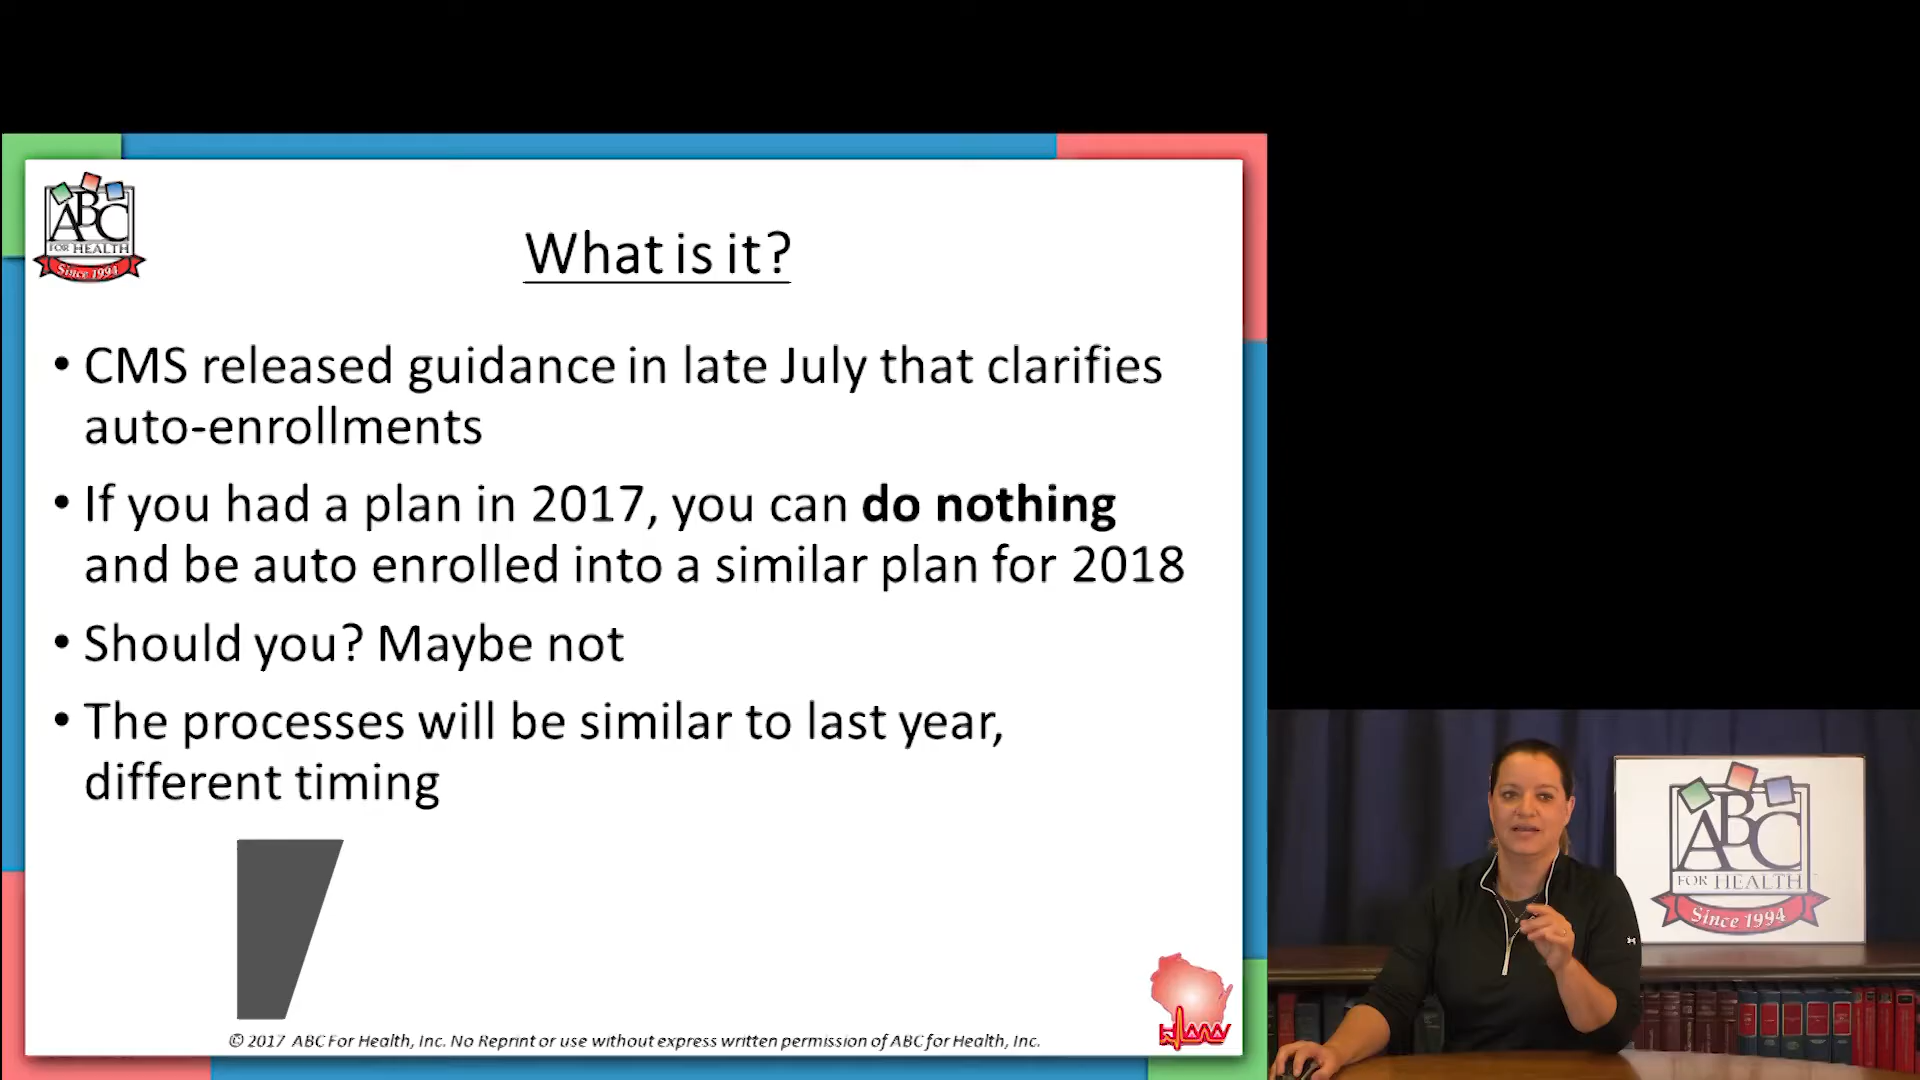 ABC
FOR HEALTH
Since 1994
What is it?
• CMS released guidance in late July that clarifies
auto-enrollments
• If you had a plan in 2017, you can do nothing
and be auto enrolled into a similar plan for 2018
• Should you? Maybe not
• The processes will be similar to last year,
different timing
© 2017 ABC For Health, Inc. No Reprint or use without express written permission of ABC for Health, Inc.
ABC
FOR HEALTH
Since 1994